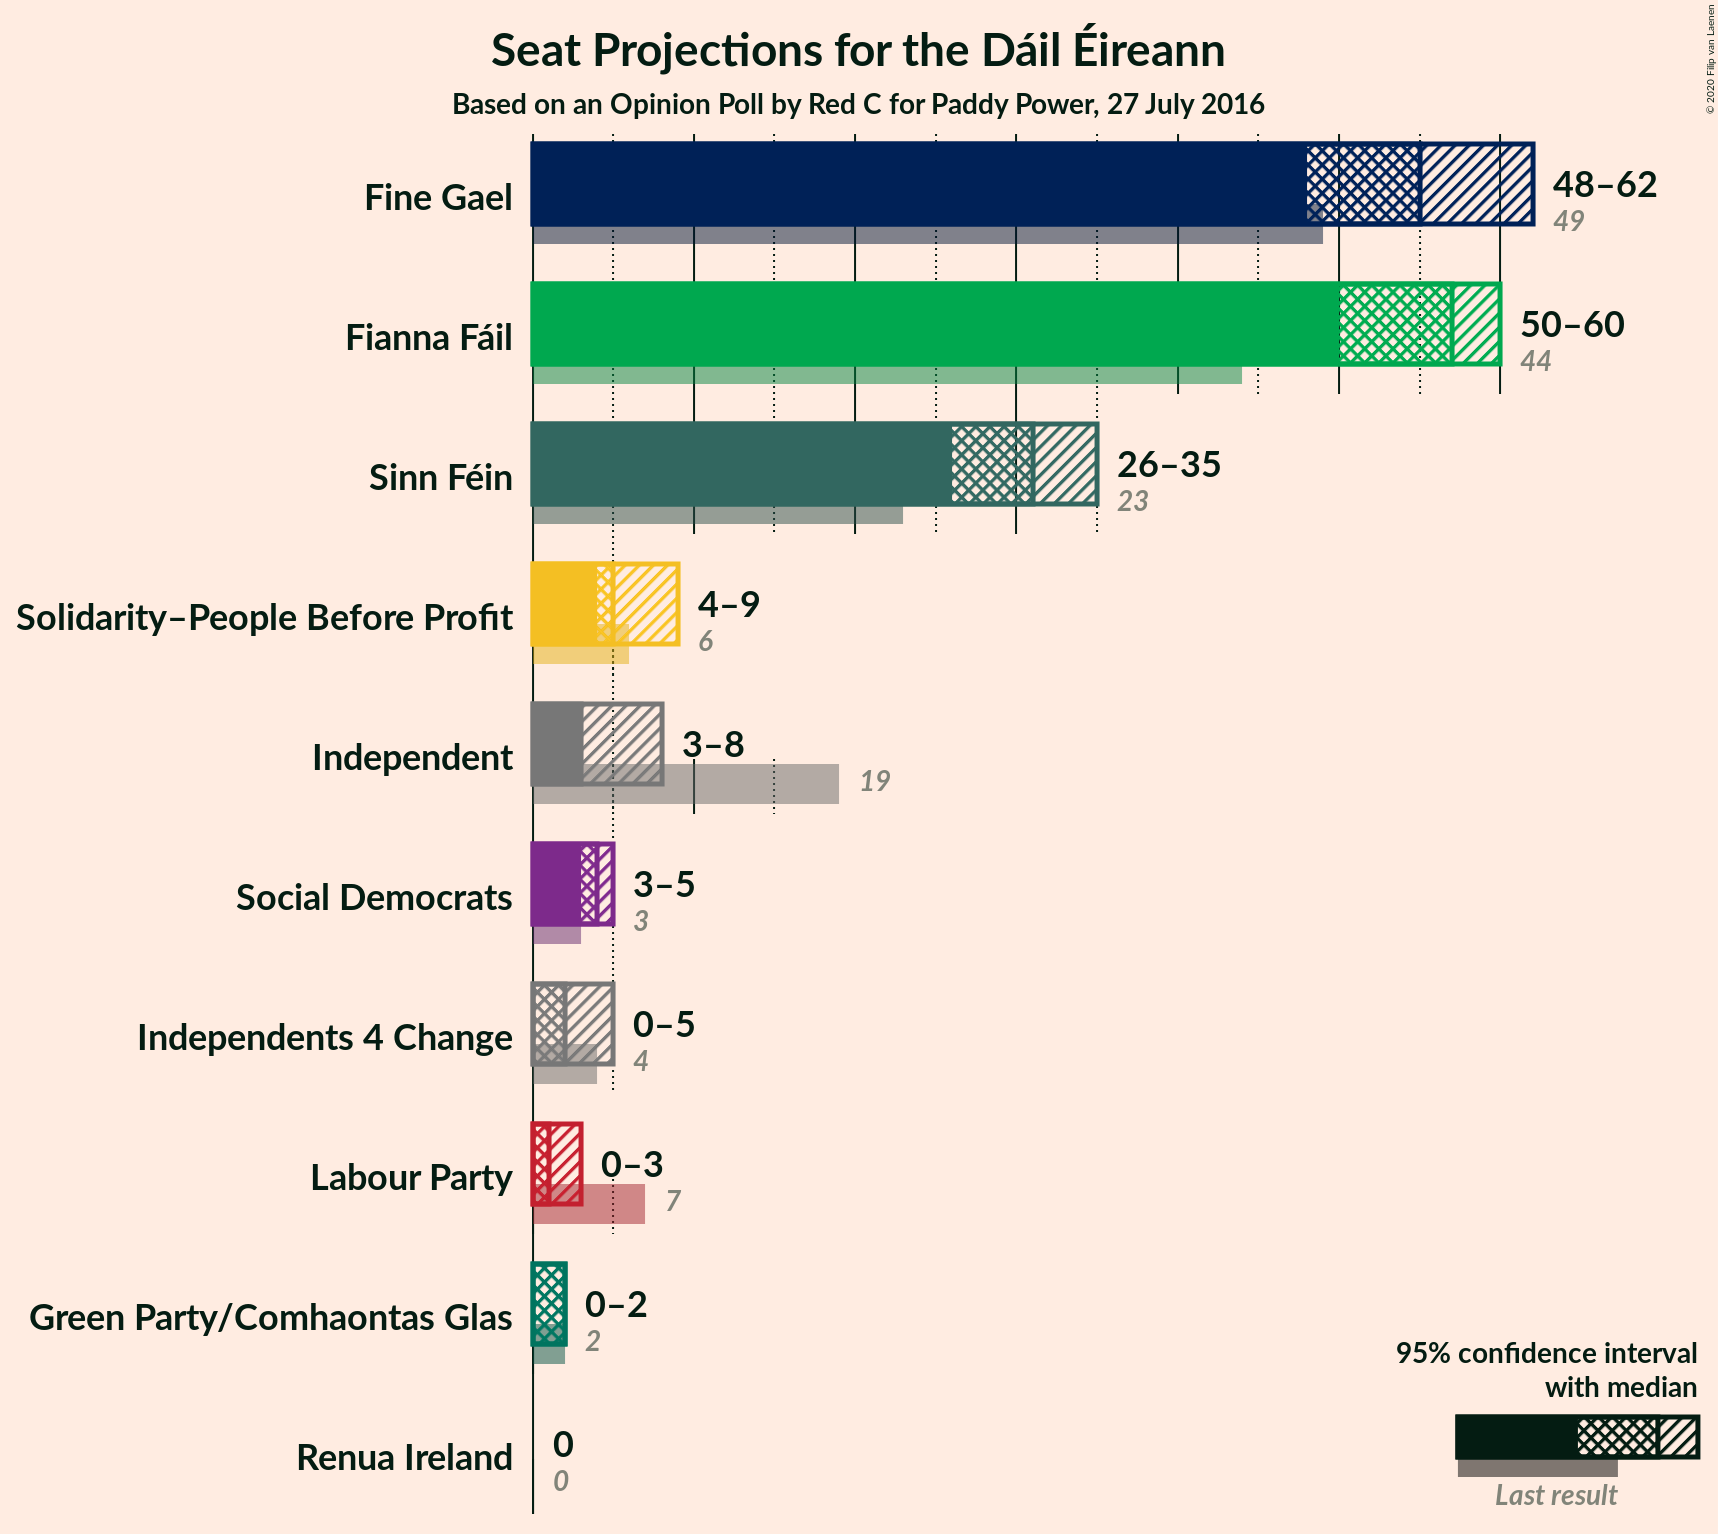 Seat Projections for the Dáil Éireann
Based on an Opinion Poll by Red C for Paddy Power, 27 July 2016
© 2020 Filip van Laenen
Fine Gael
48–62
49
Fianna Fáil
50–60
44
Sinn Féin
26–35
23
Solidarity–People Before Profit
4–9
6
Independent
3–8
19
Social Democrats
3–5
3
Independents 4 Change
0–5
4
Labour Party
0–3
7
Green Party/Comhaontas Glas
0–2
2
Renua Ireland
0
0
95% confidence interval
with median
Last result